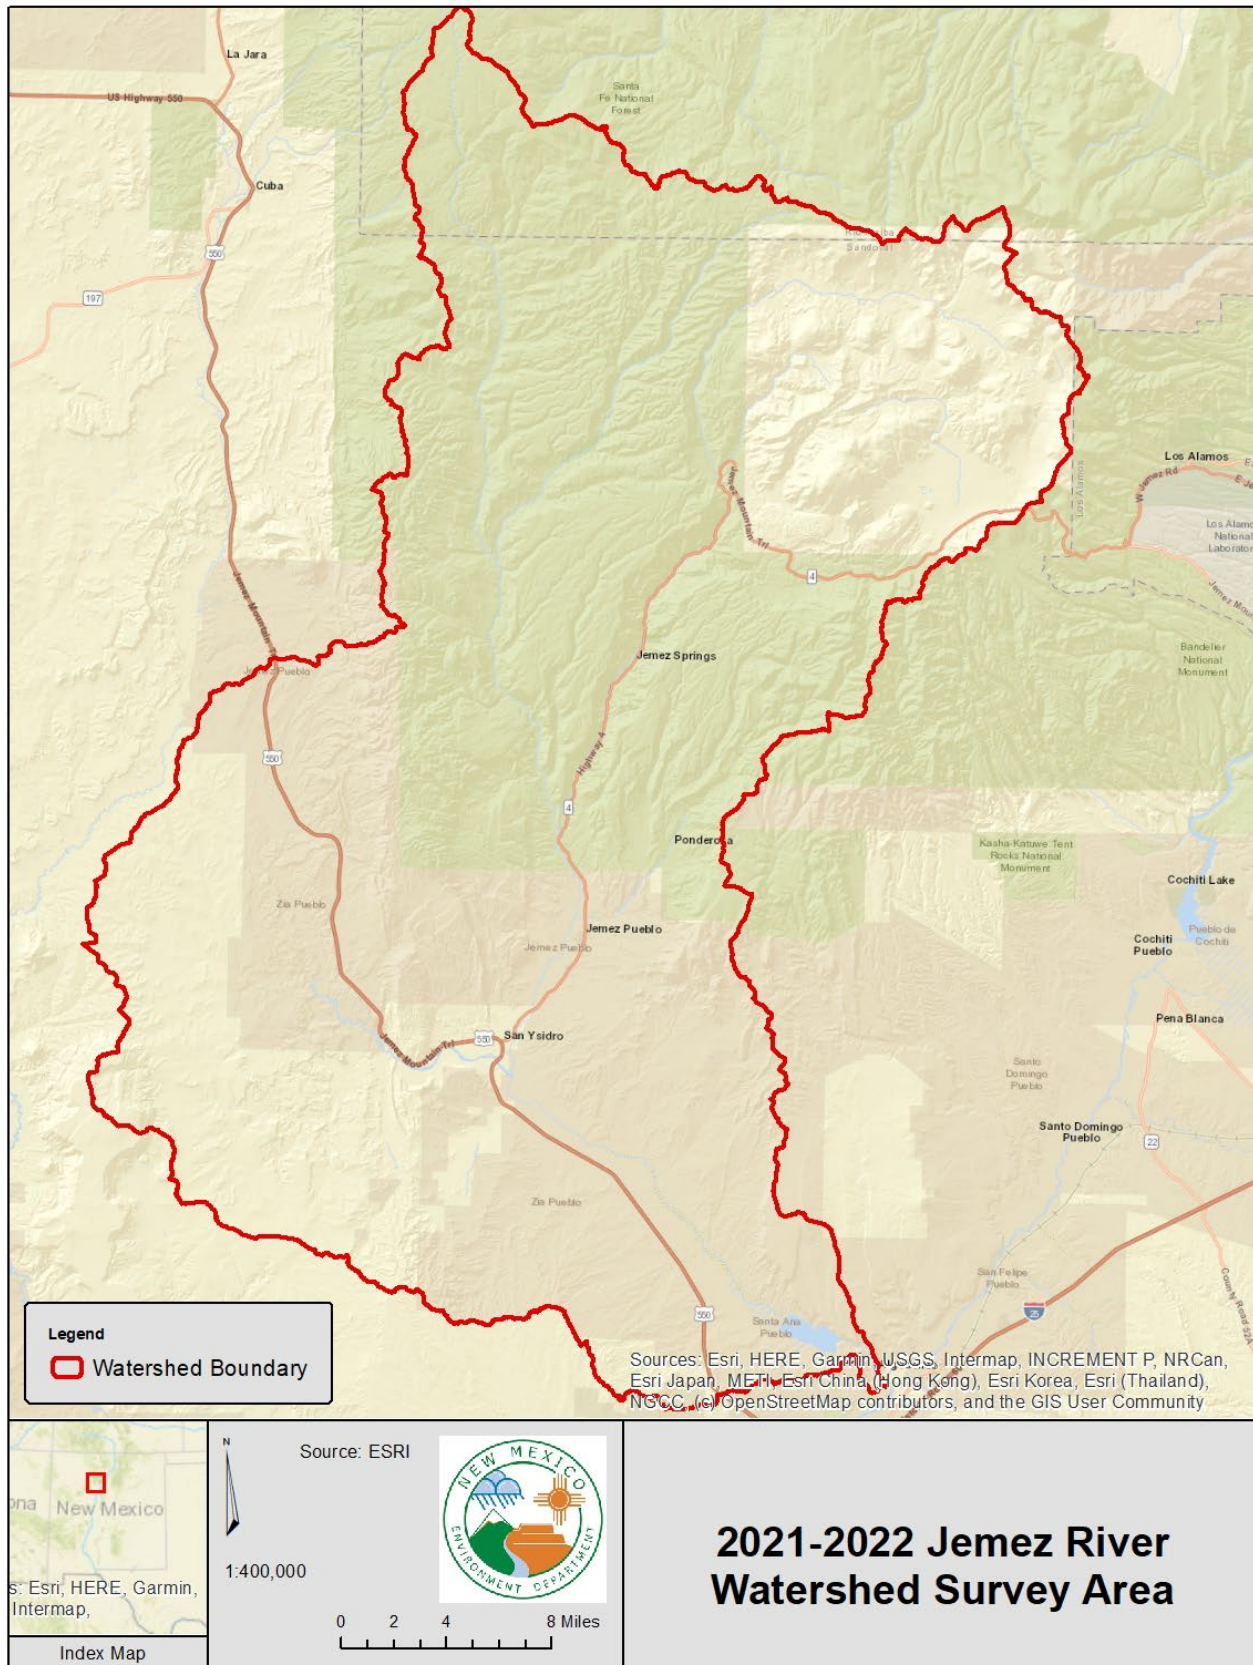 La Jara
US Highway 550
Santa
Fe National
Forest
Cuba
Sandoval
550
197
Los Alamos
W Jemez Rd
Los Alamos
Jemez Mountain Trl
4
National
Jemez Mountain
Jemez Springs
Bandelier
National
Monument
Jemez Pueblo
550
Highway 4
4
Ponderosa
Kasha-Katuwe Tent
Rocks National
Monument
Cochiti Lake
Zia Pueblo
Jemez Pueblo
Jemez Pueblo
Pueblo de
Cochiti
Cochiti
Pueblo
Pena Blanca
550
San Ysidro
Jemez Mountain Trl
Santo
Domingo
Pueblo
Santo Domingo
Pueblo
22
Zia Pueblo
San Felipe
Pueblo
County Road 52A
25
550
Santa Ana
Pueblo
Legend
Watershed Boundary
Sources: Esri, HERE, Garmin, USGS, Intermap, INCREMENT P, NRCan,
Esri Japan, METI, Esri China (Hong Kong), Esri Korea, Esri (Thailand),
NGCC, (c) OpenStreetMap contributors, and the GIS User Community
New Mexico
s: Esri, HERE, Garmin,
Intermap,
Index Map
N
Source: ESRI
1:400,000
NEW MEXICO
ENVIRONMENT DEPARTMENT
0 2 4 8 Miles
2021-2022 Jemez River
Watershed Survey Area